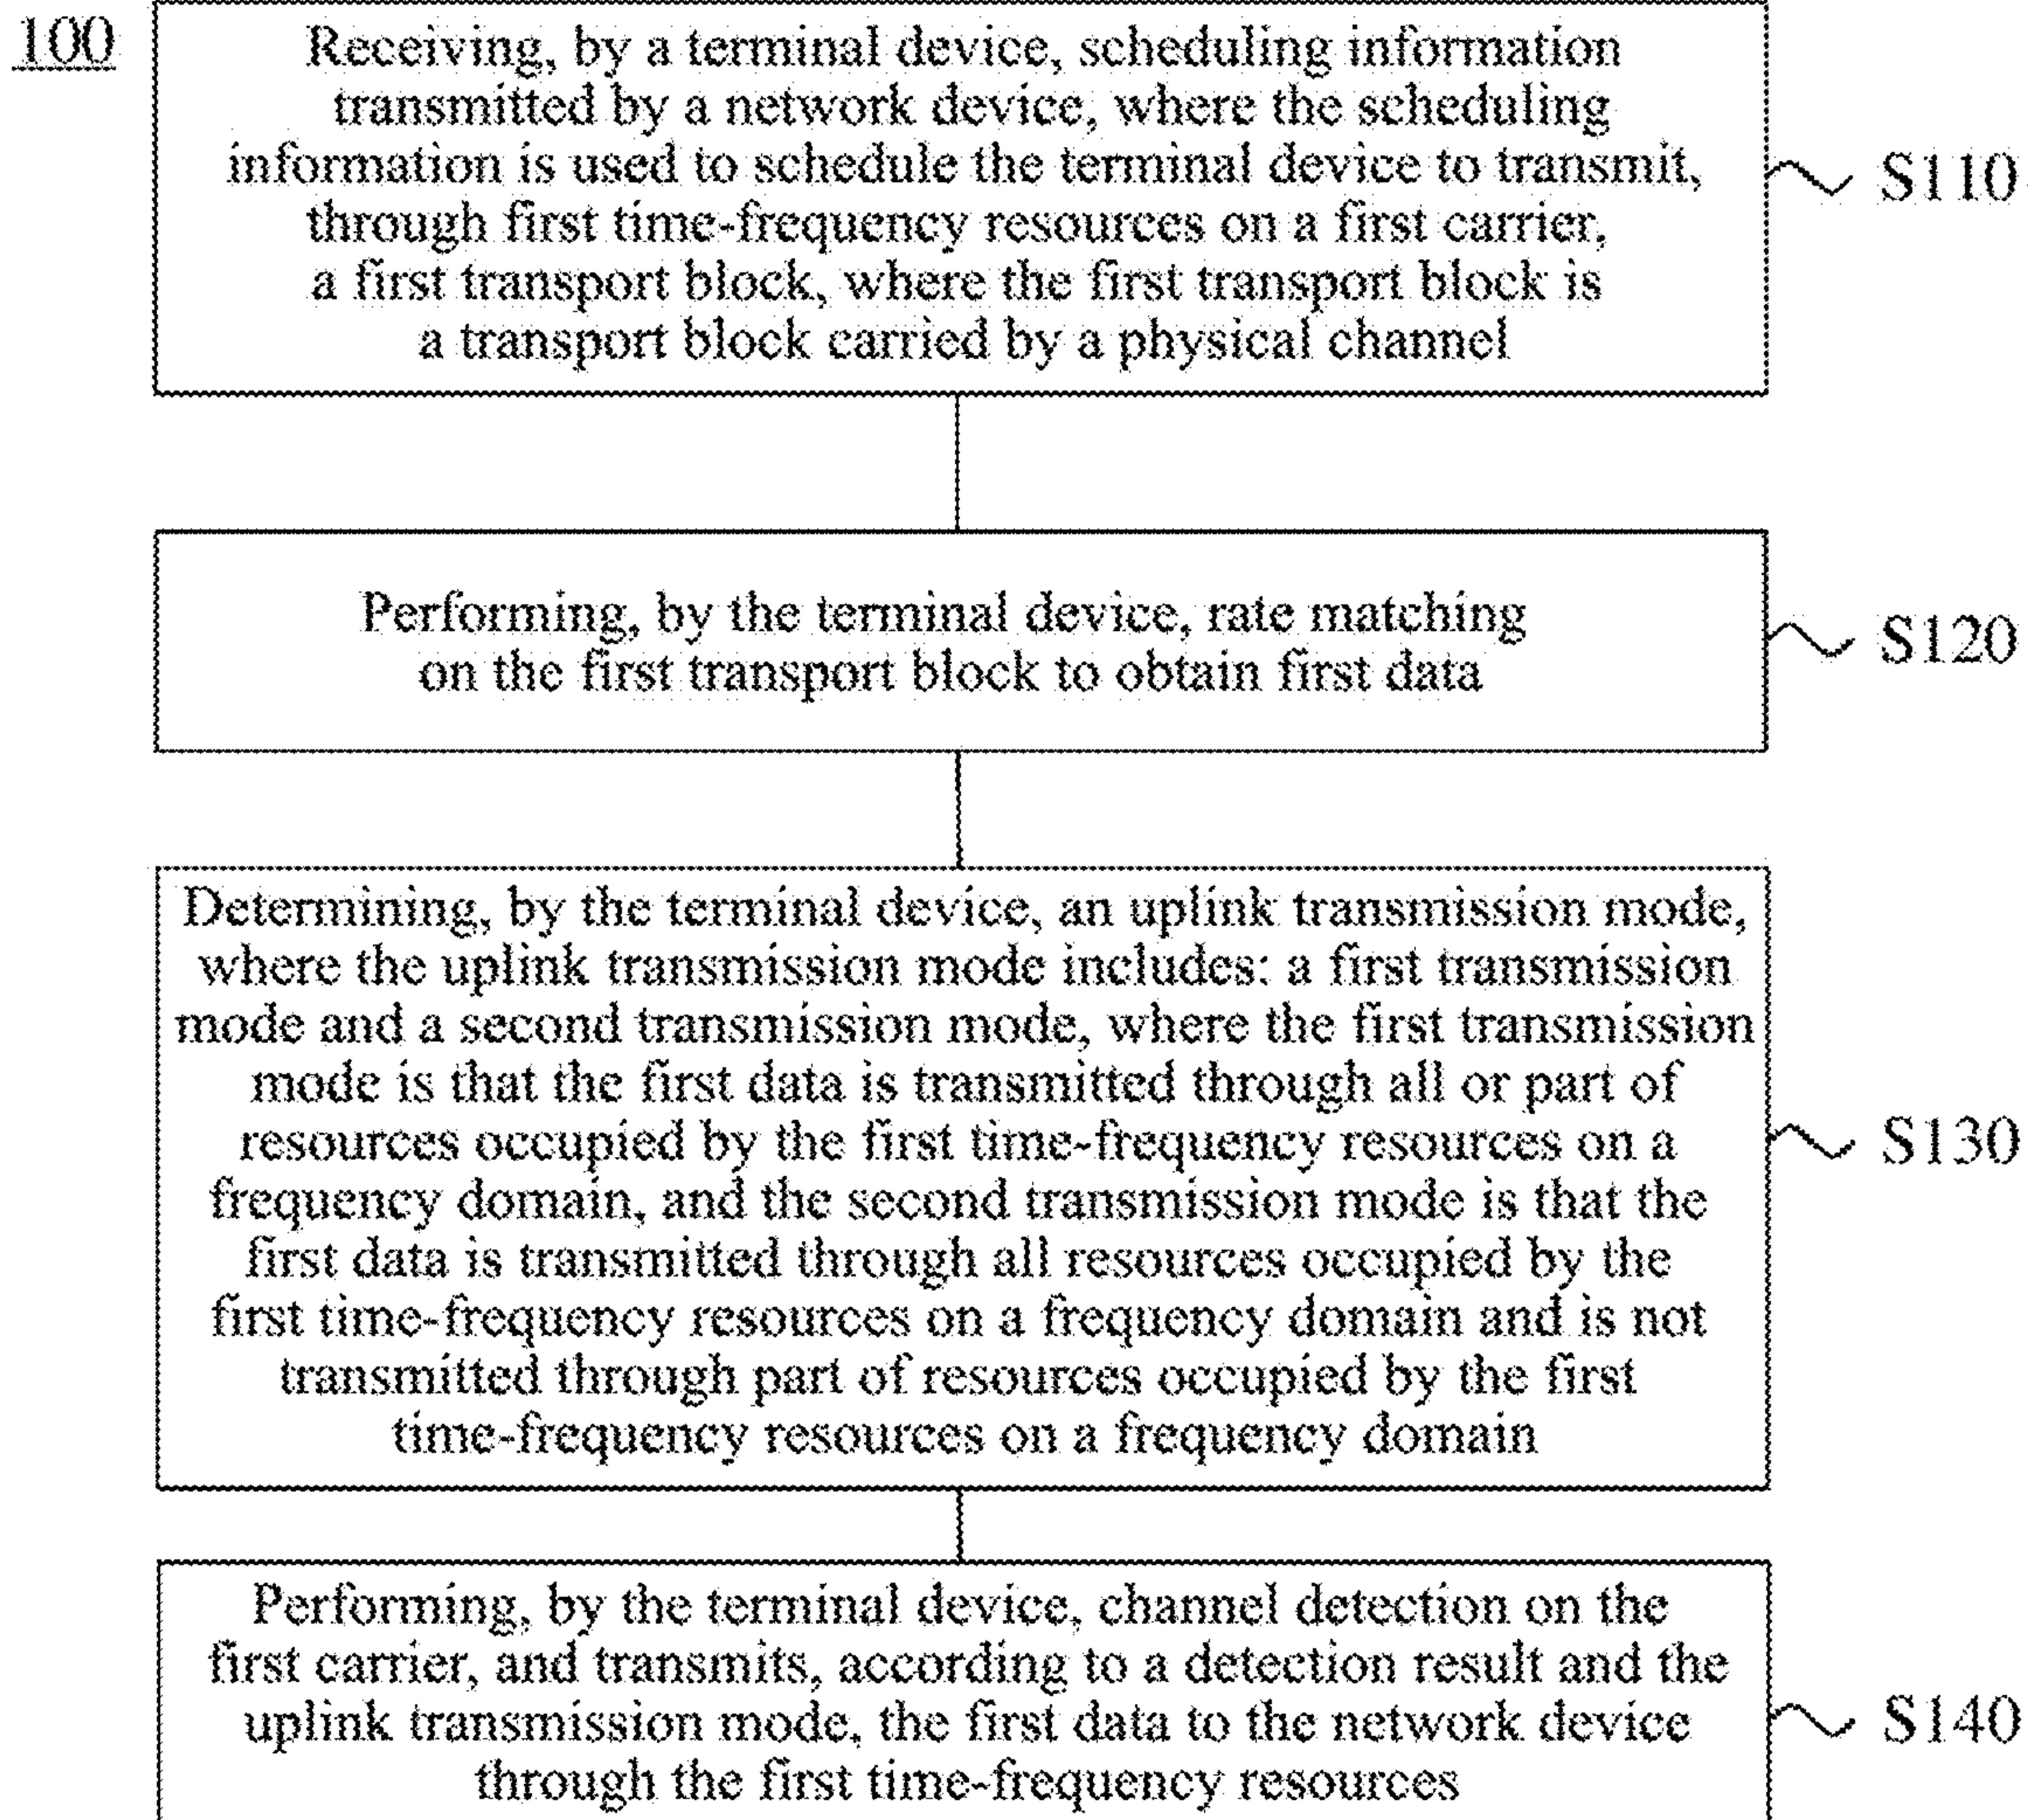 100
Receiving, by a terminal device, scheduling information
transmitted by a network device, where the scheduling
information is used to schedule the terminal device to transmit,
through first time-frequency resources on a first carrier,
a first transport block, where the first transport block is
a transport block carried by a physical channel
S110
Performing, by the terminal device, rate matching
on the first transport block to obtain first data
S120
Determining, by the terminal device, an uplink transmission mode,
where the uplink transmission mode includes: a first transmission
mode and a second transmission mode, where the first transmission
mode is that the first data is transmitted through all or part of
resources occupied by the first time-frequency resources on a
frequency domain, and the second transmission mode is that the
first data is transmitted through all resources occupied by the
first time-frequency resources on a frequency domain and is not
transmitted through part of resources occupied by the first
time-frequency resources on a frequency domain
S130
Performing, by the terminal device, channel detection on the
first carrier, and transmits, according to a detection result and the
uplink transmission mode, the first data to the network device
through the first time-frequency resources
S140